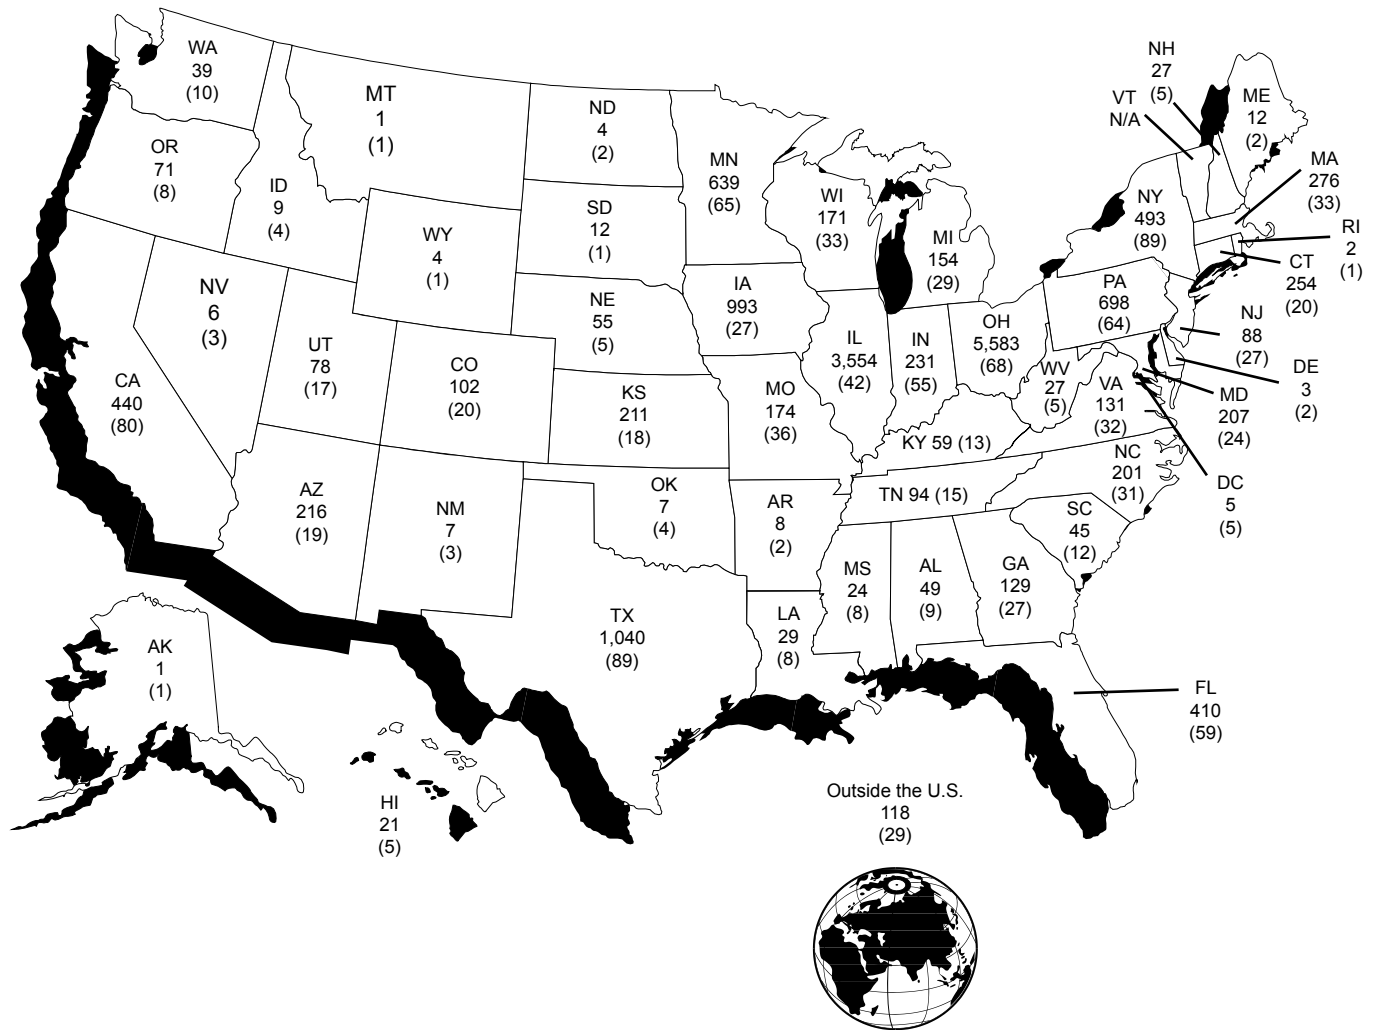 WA
39
(10)
MT
1
(1)
ND
4
(2)
MN
639
(65)
NH
27
(5)
VT
N/A
ME
12
(2)
MA
276
(33)
RI
2
(1)
OR
71
(8)
ID
9
(4)
SD
12
(1)
WI
171
(33)
MI
154
(29)
NY
493
(89)
CT
254
(20)
WY
4
(1)
NV
6
(3)
NE
55
(5)
IA
993
(27)
PA
698
(64)
NJ
88
(27)
UT
78
(17)
CO
102
(20)
IL
3,554
(42)
IN
231
(55)
OH
5,583
(68)
WV
27
(5)
DE
3
(2)
CA
440
(80)
KS
211
(18)
MO
174
(36)
VA
131
(32)
MD
207
(24)
KY 59 (13)
NC
201
(31)
DC
5
(5)
AZ
216
(19)
NM
7
(3)
OK
7
(4)
AR
8
(2)
TN 94 (15)
SC
45
(12)
MS
24
(8)
AL
49
(9)
GA
129
(27)
TX
1,040
(89)
LA
29
(8)
AK
1
(1)
FL
410
(59)
HI
21
(5)
Outside the U.S.
118
(29)